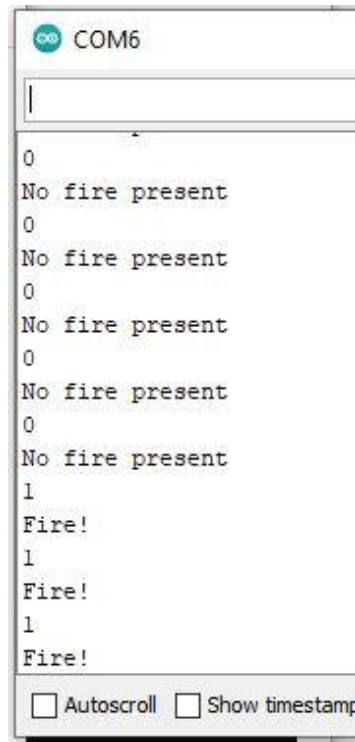 COM6
0
No fire present
0
No fire present
0
No fire present
0
No fire present
0
No fire present
1
Fire!
1
Fire!
1
Fire!
Autoscroll Show timestamp